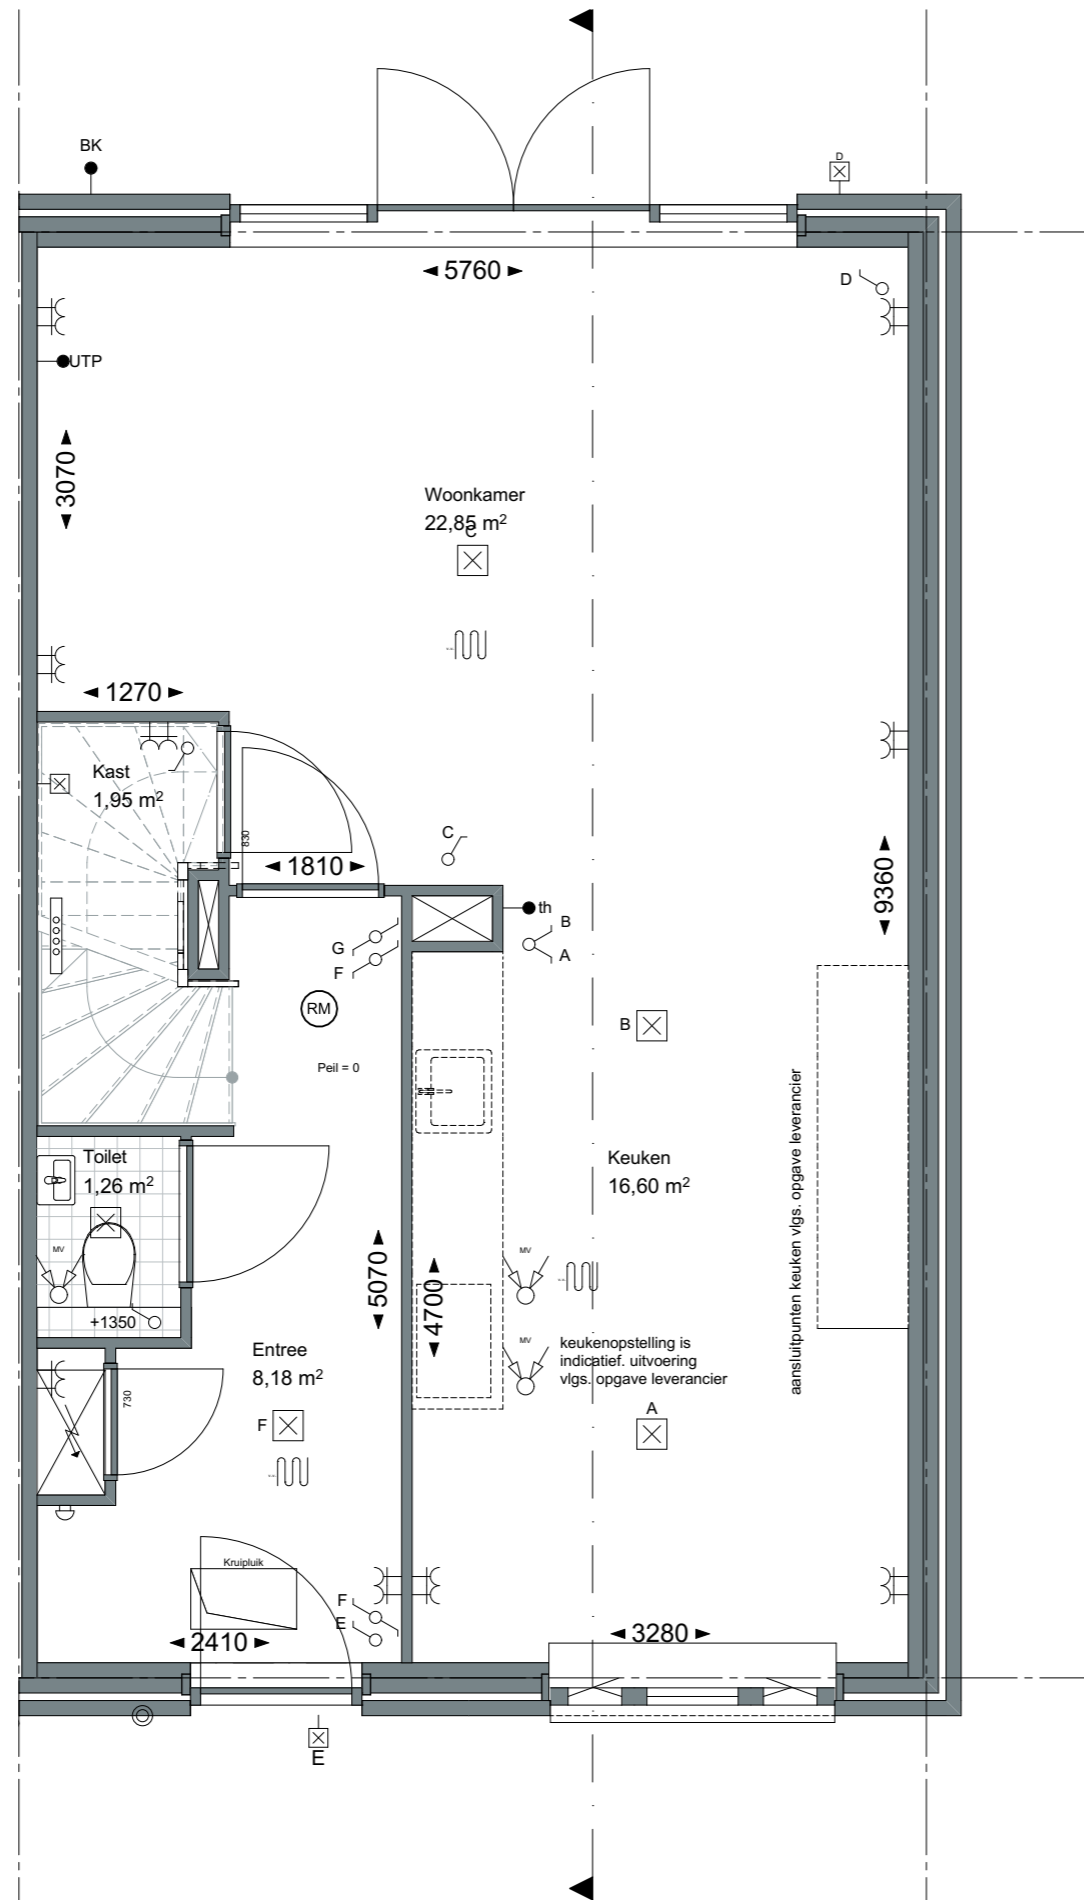 BK
D
5760
D
UTP
3070
Woonkamer
22,85 m²
C
1270
Kast
1,95 m²
830
C
1810
9360
th
B
G
A
F
RM
B
Peil = 0
Toilet
1,26 m²
Keuken
16,60 m²
aansluitpunten keuken vlgs. opgave leverancier
MV
MV
5070
4700
+1350
MV
keukenopstelling is
indicatief. uitvoering
vlgs. opgave leverancier
Entree
8,18 m²
730
F
A
Kruipluik
F
E
2410
3280
E